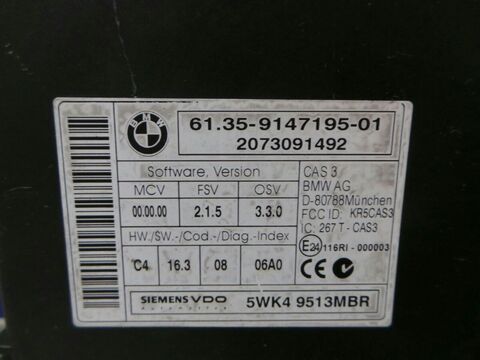 BMW
61.35-9147195-01
2073091492
Software, Version
MCV FSV OSV
00.00.00 2.1.5 3.3.0
HW./SW.-/Cod.-/Diag.-Index
C4 16.3 08 06A0
CAS 3
BMW AG
D-80788München
FCC ID: KR5CAS3
IC: 267 T - CAS3
E24 116RI - 000003 CE
SIEMENS VDO
Automotive
5WK4 9513MBR